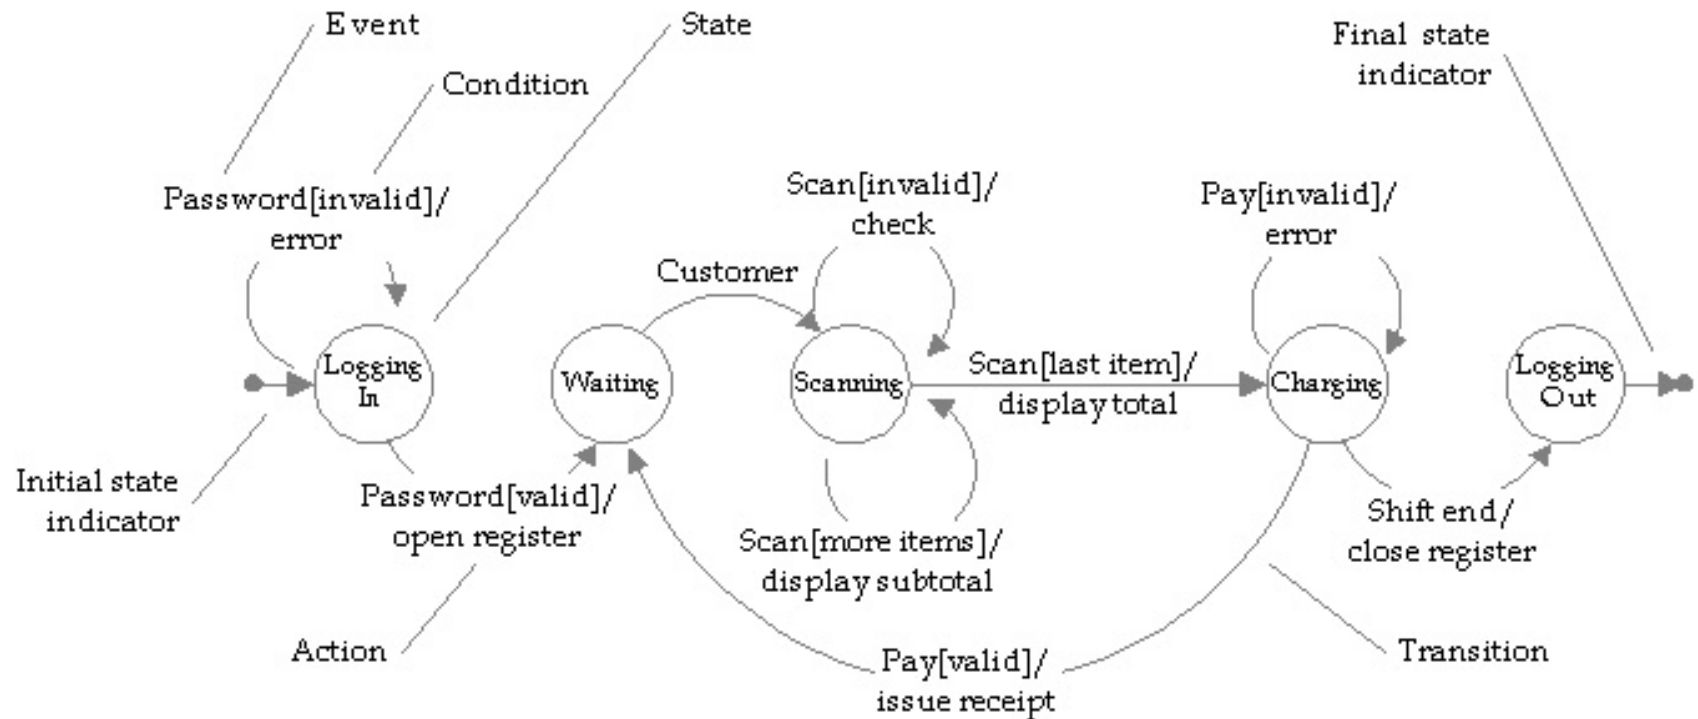 Event
State
Final state
indicator
Condition
Password[invalid]/
error
Scan[invalid]/
check
Pay[invalid]/
error
Customer
Logging
In
Waiting
Scanning
Scan[last item]/
display total
Charging
Logging
Out
Initial state
indicator
Password[valid]/
open register
Scan[more items]/
display subtotal
Shift end/
close register
Action
Pay[valid]/
issue receipt
Transition